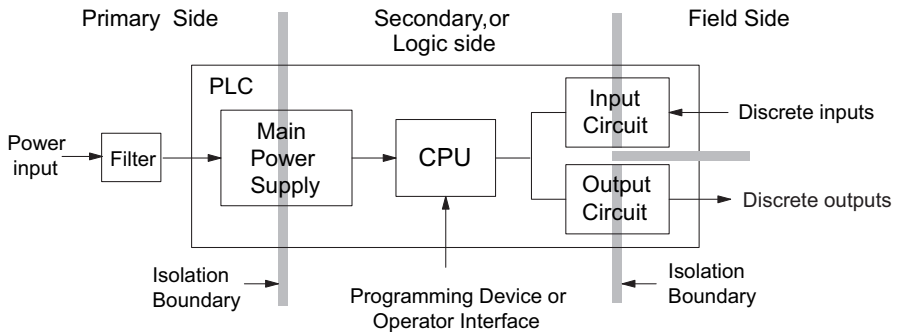 Primary Side
Secondary,or
Logic side
Field Side
PLC
Power
input
Filter
Main
Power
Supply
CPU
Input
Circuit
Discrete inputs
Output
Circuit
Discrete outputs
Isolation
Boundary
Programming Device or
Operator Interface
Isolation
Boundary